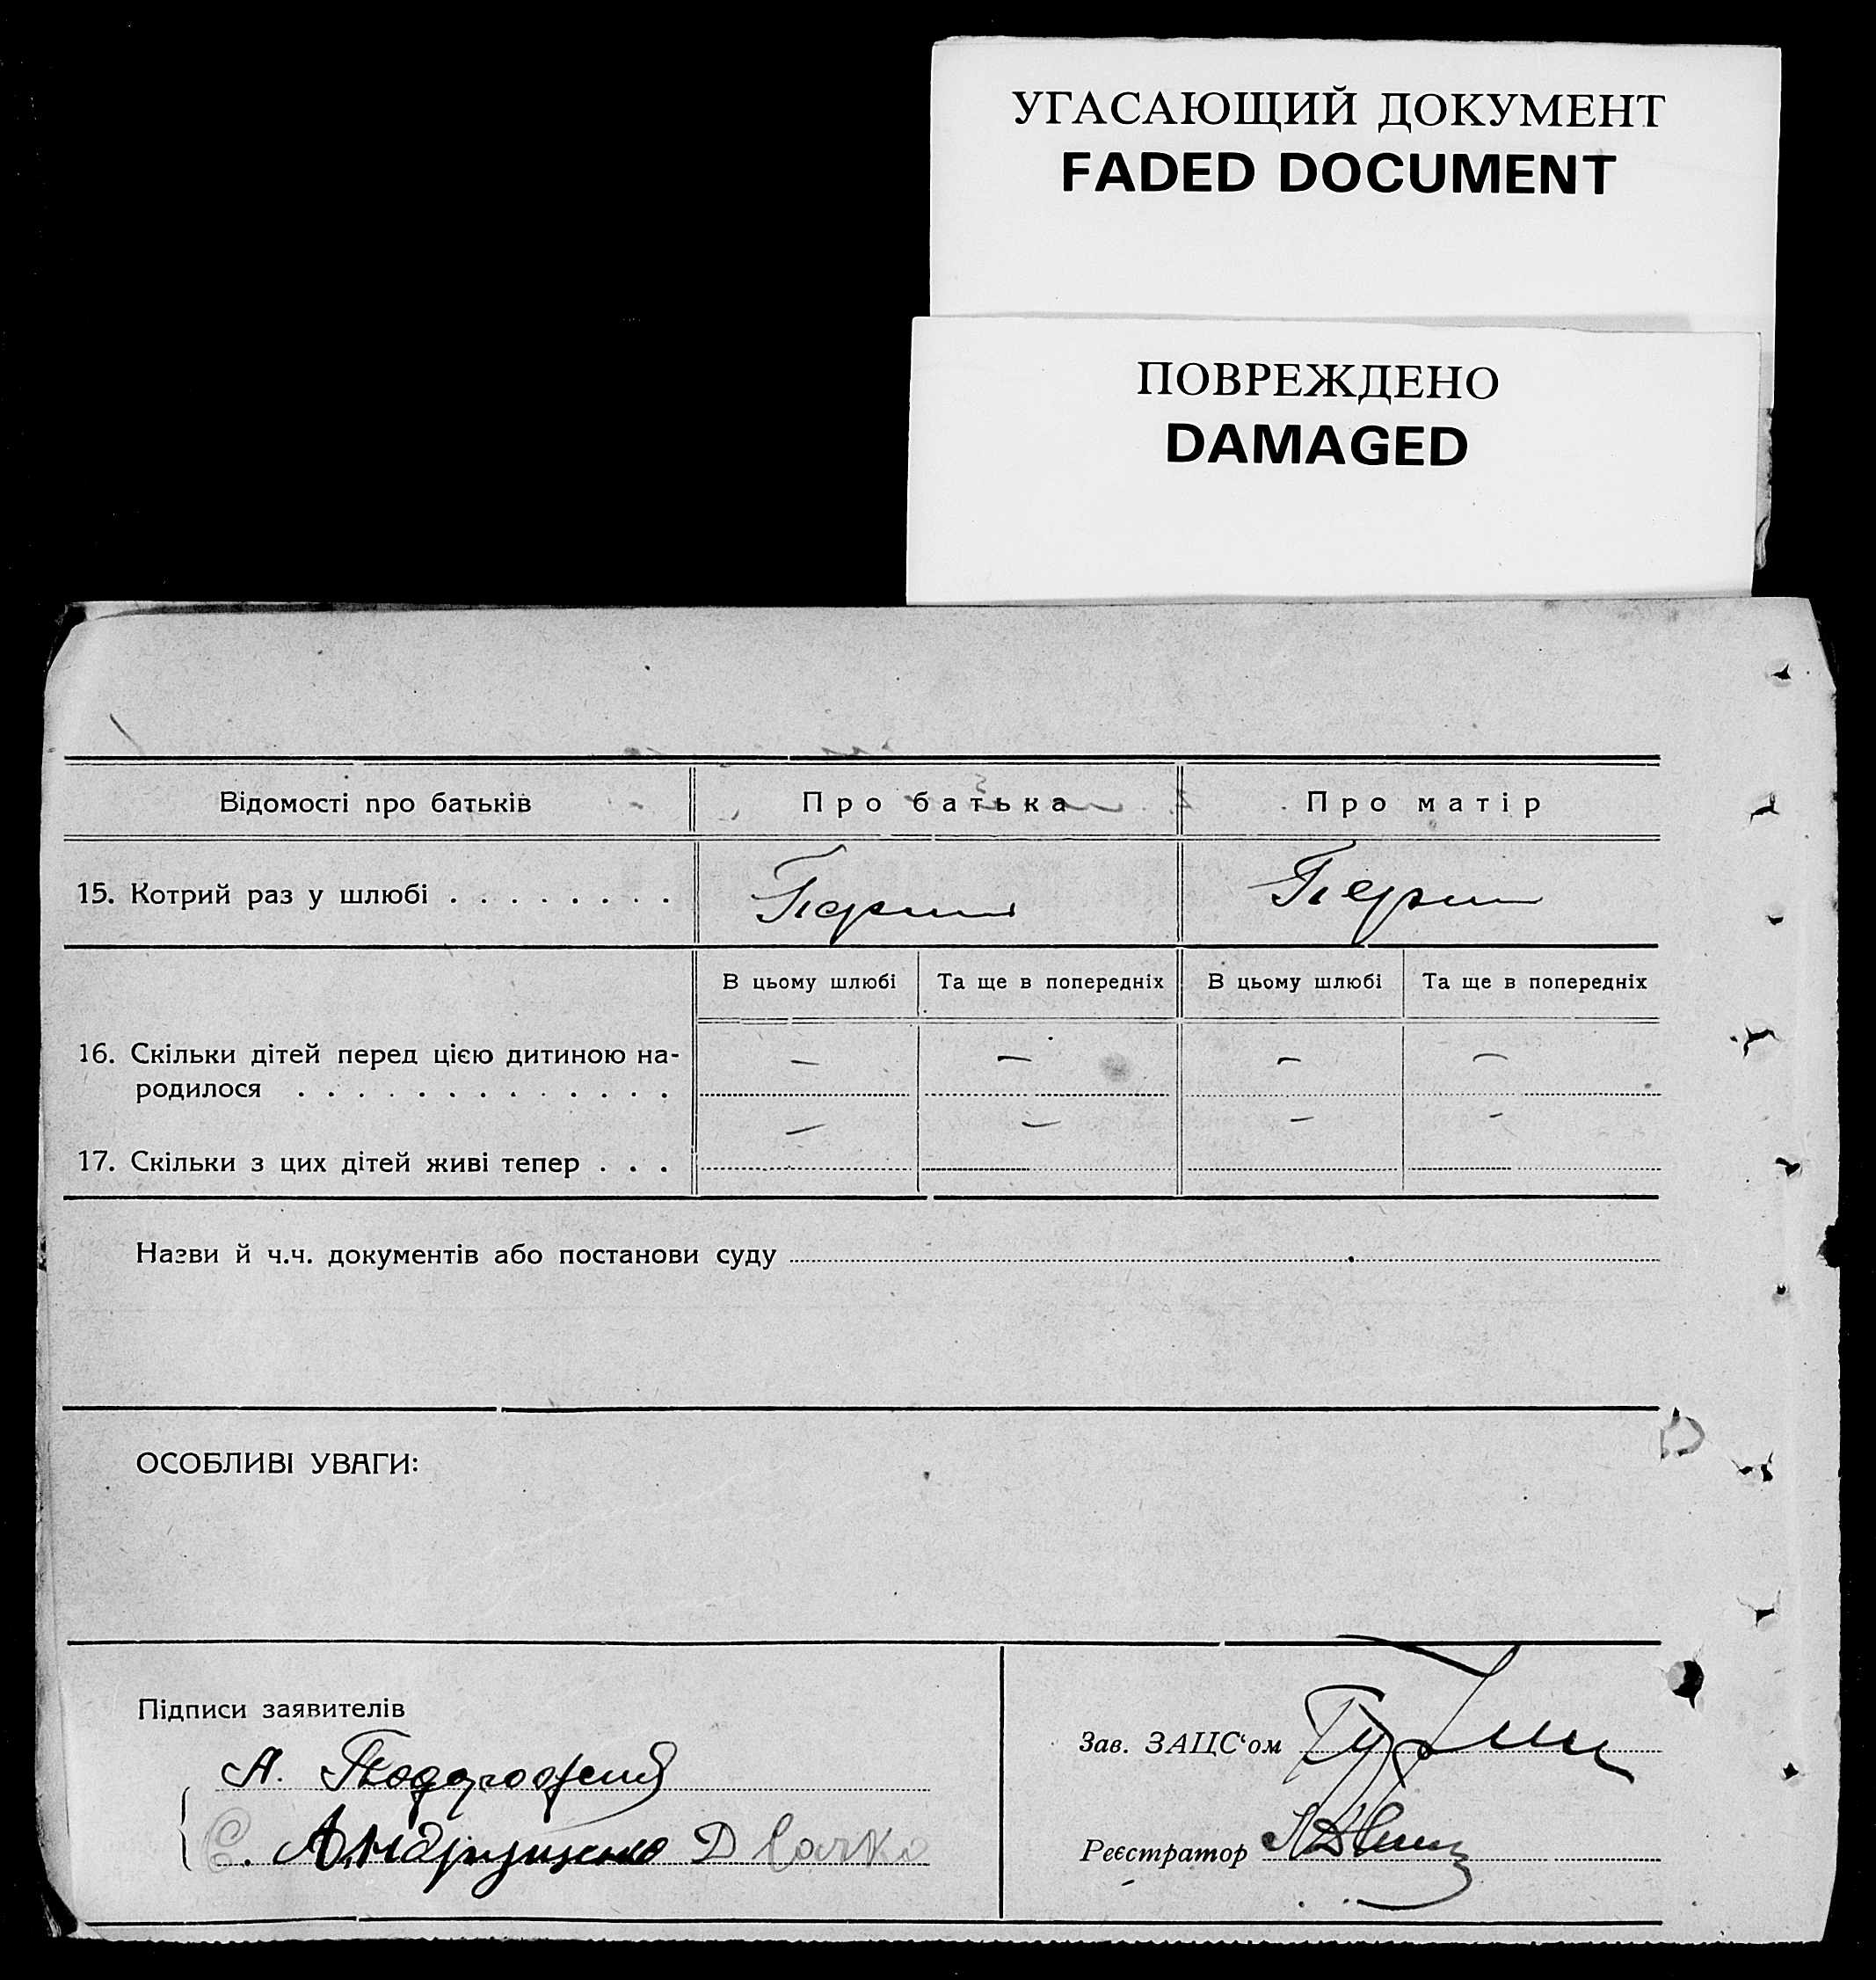 УГАСАЮЩИЙ ДОКУМЕНТ
FADED DOCUMENT
ПОВРЕЖДЕНО
DAMAGED
Відомості про батьків Про батька Про матір
15. Котрий раз у шлюбі . . . . . . . . Перший Перши
В цьому шлюбі Та ще в попередніх В цьому шлюбі Та ще в попередніх
16. Скільки дітей перед цією дитиною на- — — — —
родилося . . . . . . . . . . . . .
— — — —
17. Скільки з цих дітей живі тепер . . .
Назви й ч.ч. документів або постанови суду
ОСОБЛИВІ УВАГИ:
Підписи заявителів
Зав. ЗАЦС‘ом
А.
Є. Андрущенко Д
Реєстратор